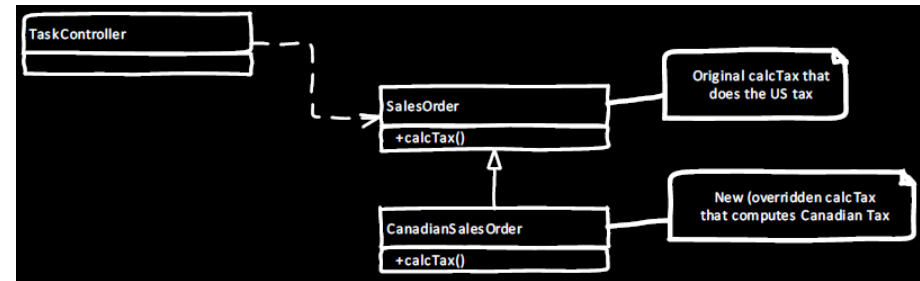 TaskController
Original calcTax that
does the US tax
SalesOrder
+calcTax()
New (overridden calcTax
that computes Canadian Tax
CanadianSalesOrder
+calcTax()